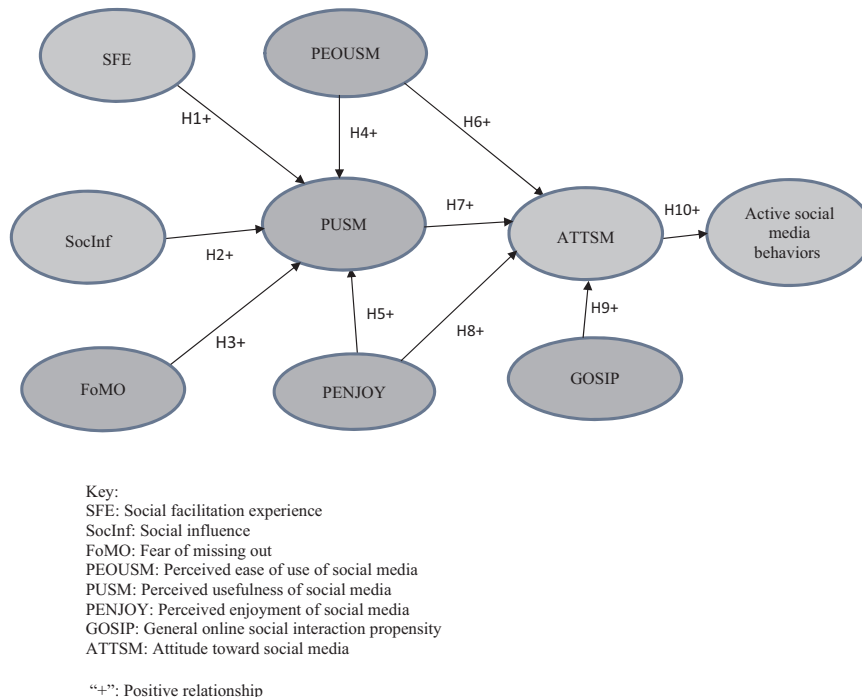 SFE
PEOUSM
H1+
H4+
H6+
SocInf
H2+
PUSM
H7+
ATTSM
H10+
Active social
media
behaviors
H3+
H5+
H8+
H9+
FoMO
PENJOY
GOSIP
Key:
SFE: Social facilitation experience
SocInf: Social influence
FoMO: Fear of missing out
PEOUSM: Perceived ease of use of social media
PUSM: Perceived usefulness of social media
PENJOY: Perceived enjoyment of social media
GOSIP: General online social interaction propensity
ATTSM: Attitude toward social media
“+”: Positive relationship